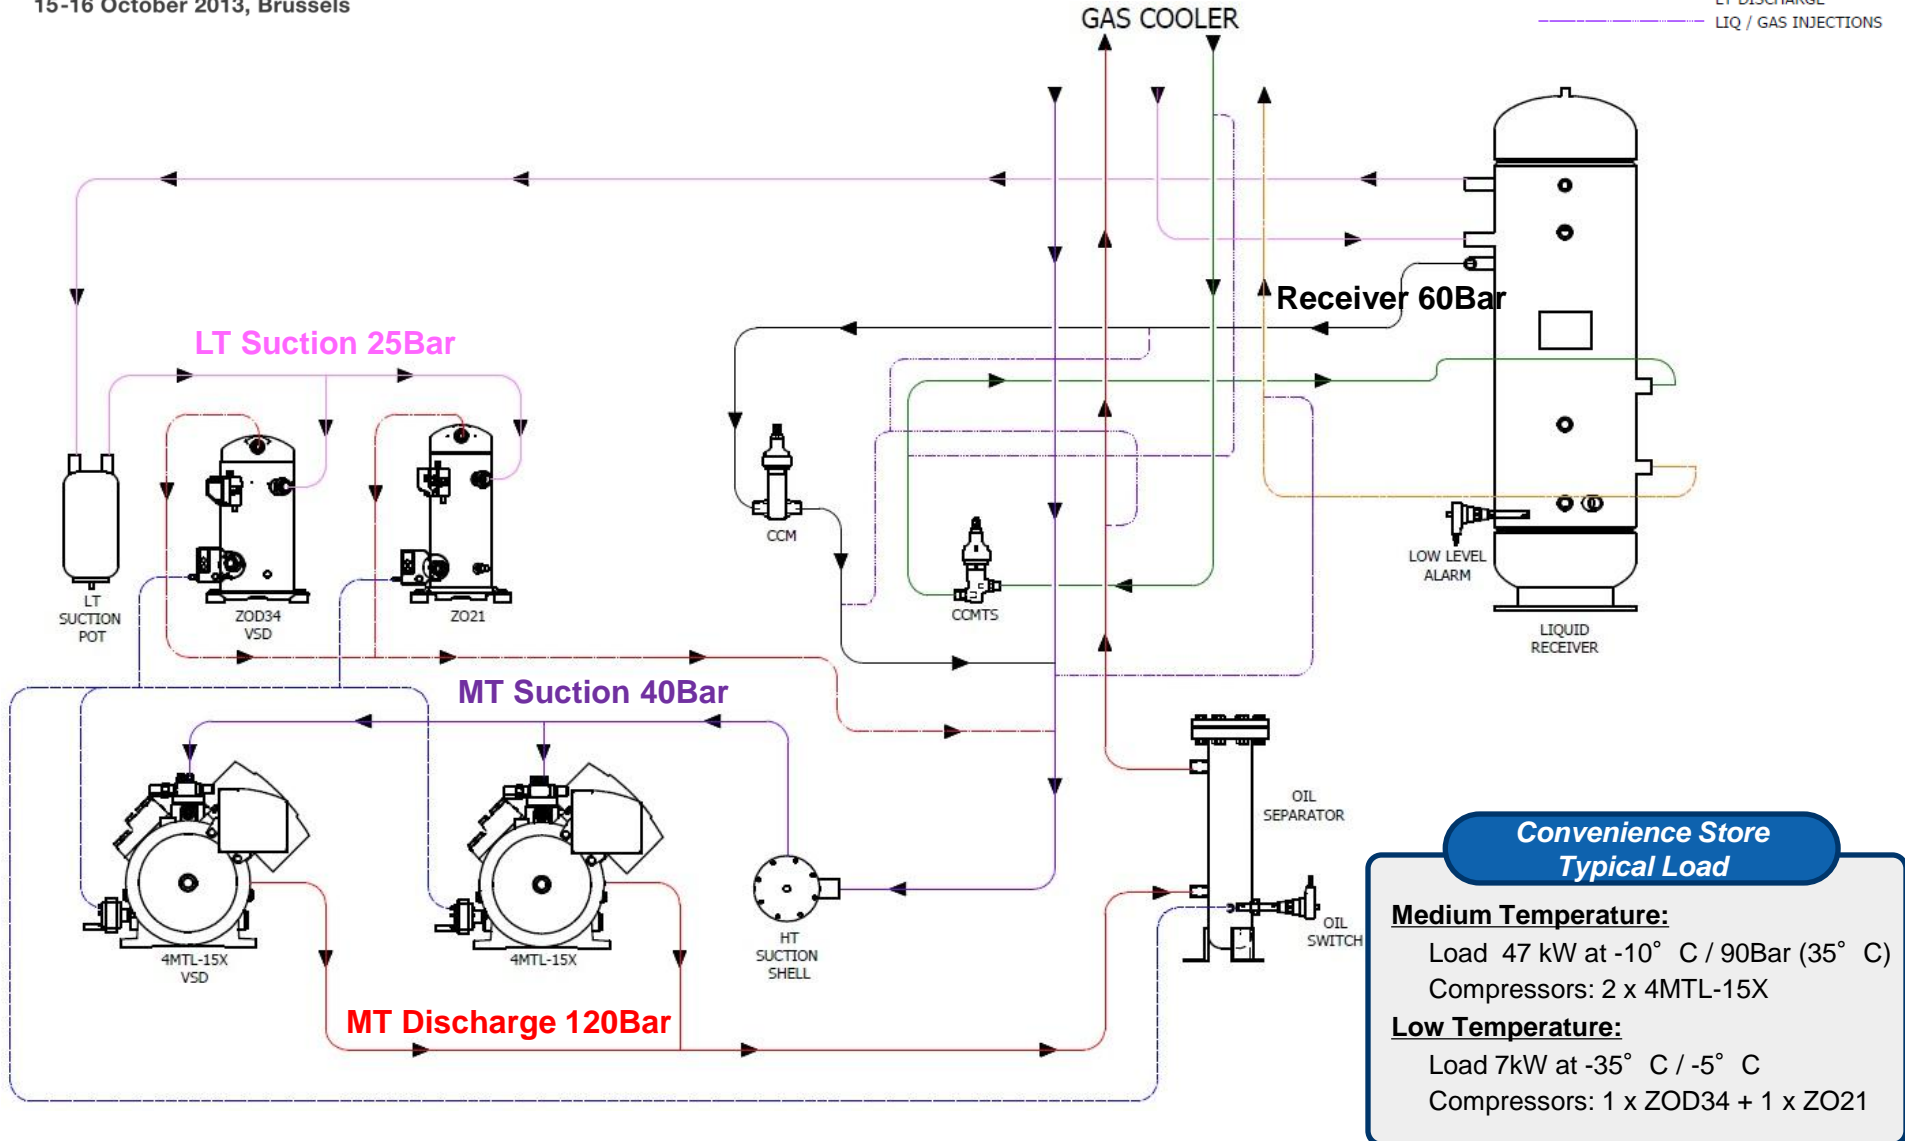 15-16 October 2013, Brussels
GAS COOLER
LT DISCHARGE
LIQ / GAS INJECTIONS
Receiver 60Bar
LT Suction 25Bar
CCM
LOW LEVEL
ALARM
LT
SUCTION
POT
ZOD34
VSD
ZO21
CCMTS
LIQUID
RECEIVER
MT Suction 40Bar
OIL
SEPARATOR
OIL
SWITCH
HT
SUCTION
SHELL
4MTL-15X
VSD
4MTL-15X
MT Discharge 120Bar
Convenience Store
Typical Load
Medium Temperature:
Load 47 kW at -10° C / 90Bar (35° C)
Compressors: 2 x 4MTL-15X
Low Temperature:
Load 7kW at -35° C / -5° C
Compressors: 1 x ZOD34 + 1 x ZO21